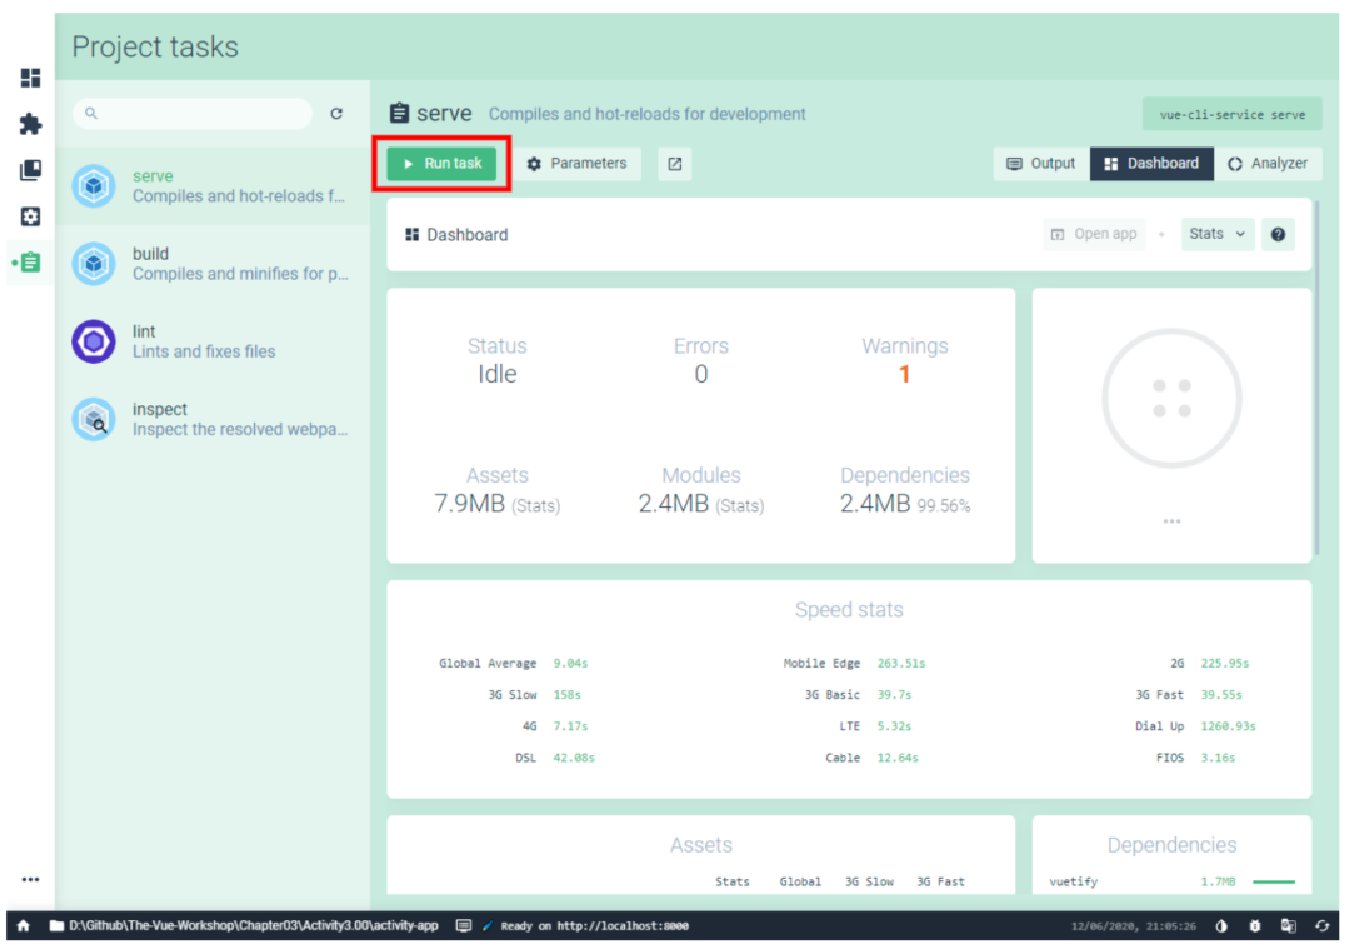 Project tasks
serve Compiles and hot-reloads for development
vue-cli-service serve
Run task
Parameters
Output
Dashboard
Analyzer
serve
Compiles and hot-reloads f...
build
Compiles and minifies for p...
lint
Lints and fixes files
inspect
Inspect the resolved webpa...
Dashboard
Open app
Stats
Status
Idle
Errors
0
Warnings
1
Assets
7.9MB (Stats)
Modules
2.4MB (Stats)
Dependencies
2.4MB 99.56%
Speed stats
Global Average 9.04s
Mobile Edge 263.51s
2G 225.95s
3G Slow 158s
3G Basic 39.7s
3G Fast 39.55s
4G 7.17s
LTE 5.32s
Dial Up 1260.93s
DSL 42.08s
Cable 12.64s
FIOS 3.16s
Assets
Stats Global 3G Slow 3G Fast
Dependencies
vuetify 1.7MB
D:\Github\The-Vue-Workshop\Chapter03\Activity3.00\activity-app
Ready on http://localhost:8000
12/06/2020, 21:05:26